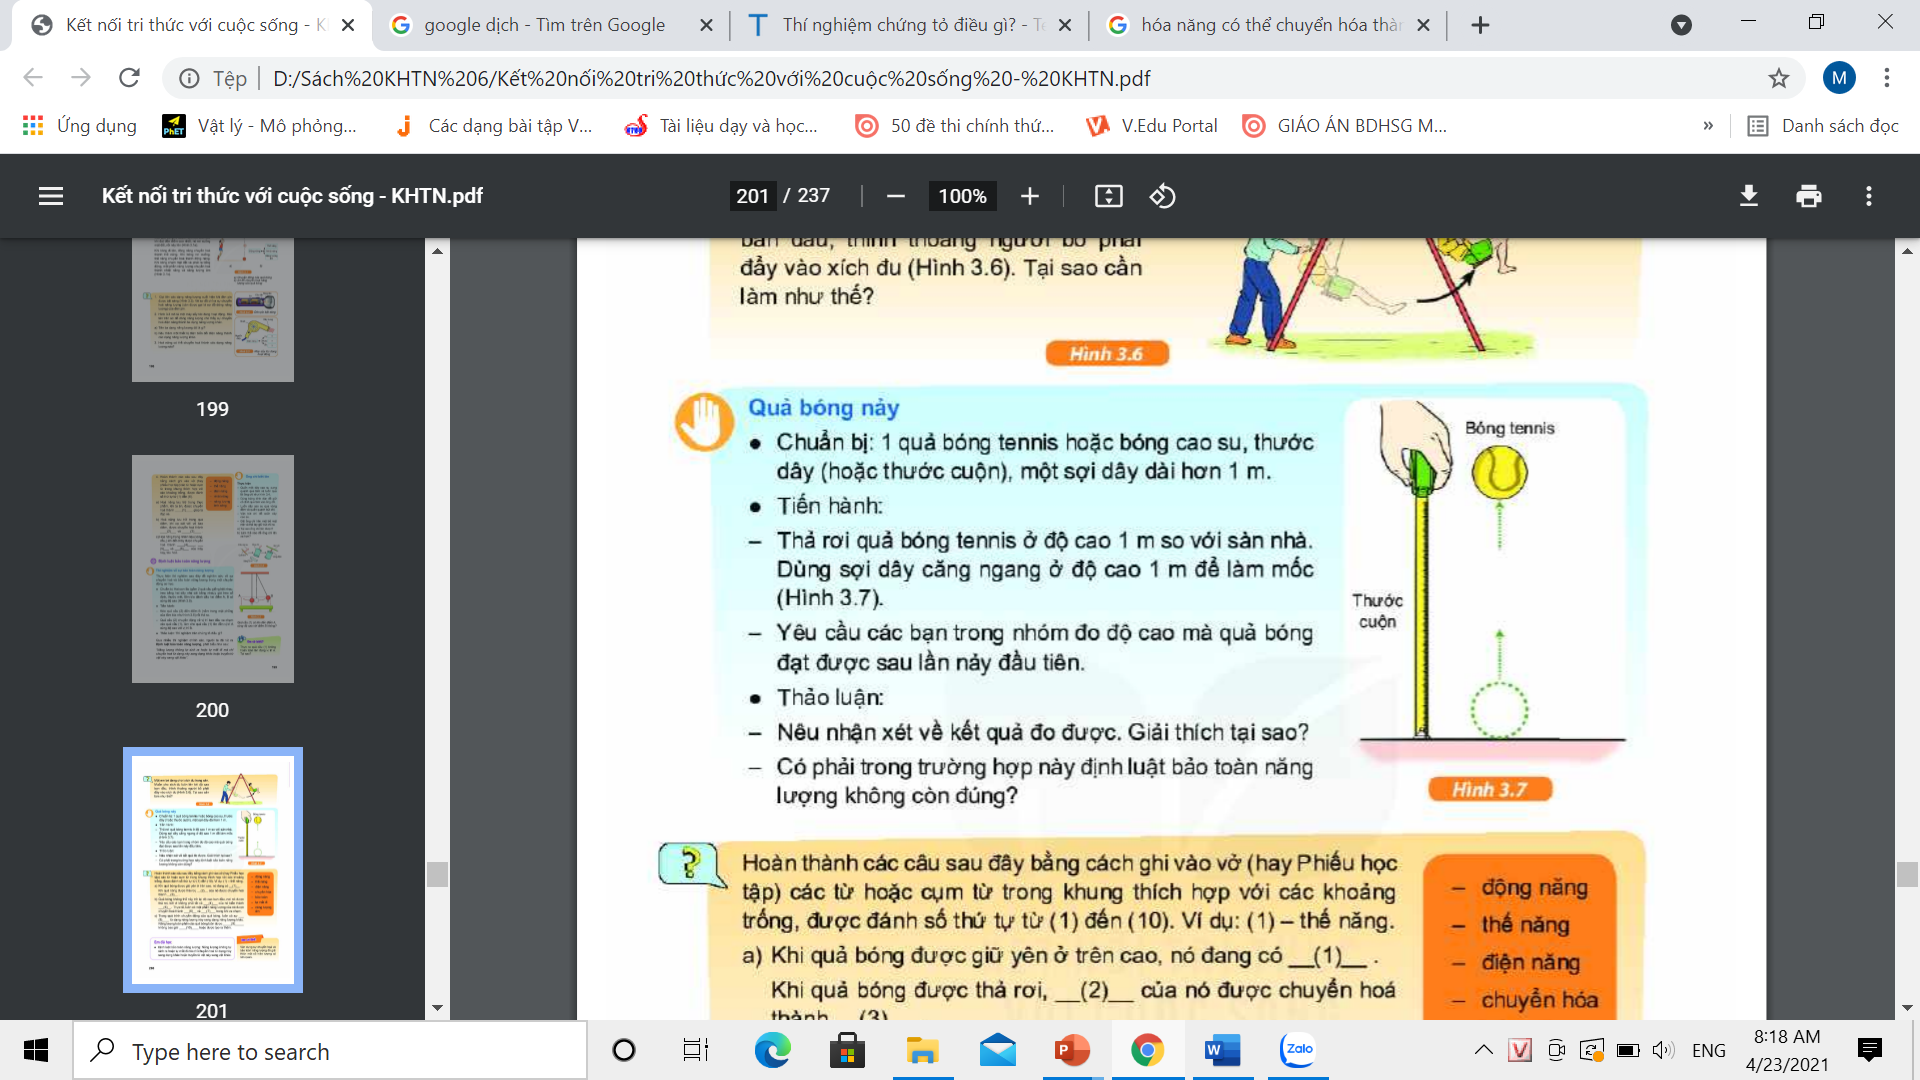 Kết nối tri thức với cuộc sống - K
google dịch - Tìm trên Google
Thí nghiệm chứng tỏ điều gì? - Te
hóa năng có thể chuyển hóa thàn
Tệp
D:/Sách%20KHTN%206/Kết%20nối%20tri%20thức%20với%20cuộc%20sống%20-%20KHTN.pdf
M
Ứng dụng
PhET
Vật lý - Mô phỏng...
Các dạng bài tập V...
Tài liệu dạy và học...
50 đề thi chính thứ...
V.Edu Portal
GIÁO ÁN BDHSG M...
»
Danh sách đọc
Kết nối tri thức với cuộc sống - KHTN.pdf
201 / 237
100%
199
200
201
ban đầu, thỉnh thoảng người bố phải
đẩy vào xích đu (Hình 3.6). Tại sao cần
làm như thế?
Hình 3.6
Quả bóng nảy
● Chuẩn bị: 1 quả bóng tennis hoặc bóng cao su, thước
dây (hoặc thước cuộn), một sợi dây dài hơn 1 m.
● Tiến hành:
– Thả rơi quả bóng tennis ở độ cao 1 m so với sàn nhà.
Dùng sợi dây căng ngang ở độ cao 1 m để làm mốc
(Hình 3.7).
– Yêu cầu các bạn trong nhóm đo độ cao mà quả bóng
đạt được sau lần nảy đầu tiên.
● Thảo luận:
– Nêu nhận xét về kết quả đo được. Giải thích tại sao?
– Có phải trong trường hợp này định luật bảo toàn năng
lượng không còn đúng?
Bóng tennis
Thước
cuộn
Hình 3.7
?
Hoàn thành các câu sau đây bằng cách ghi vào vở (hay Phiếu học
tập) các từ hoặc cụm từ trong khung thích hợp với các khoảng
trống, được đánh số thứ tự từ (1) đến (10). Ví dụ: (1) – thế năng.
a) Khi quả bóng được giữ yên ở trên cao, nó đang có __(1)__ .
Khi quả bóng được thả rơi, __(2)__ của nó được chuyển hoá
thành __(3)__
– động năng
– thế năng
– điện năng
– chuyển hóa
Type here to search
Zalo
ENG
8:18 AM
4/23/2021